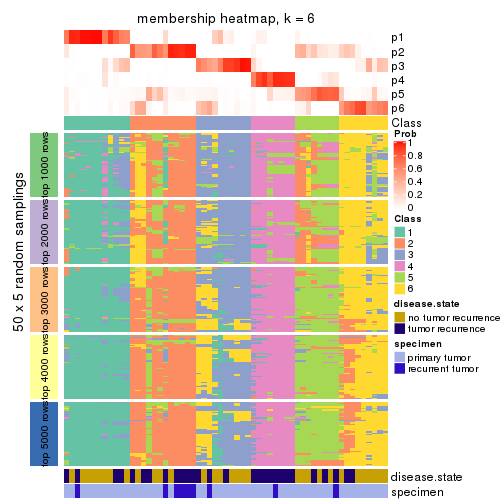 membership heatmap, k = 6
p1
p2
p3
p4
p5
p6
Class
50 x 5 random samplings
top 1000 rows
top 2000 rows
top 3000 rows
top 4000 rows
top 5000 rows
Prob
1
0.8
0.6
0.4
0.2
0
Class
1
2
3
4
5
6
disease.state
no tumor recurrence
tumor recurrence
specimen
primary tumor
recurrent tumor
disease.state
specimen